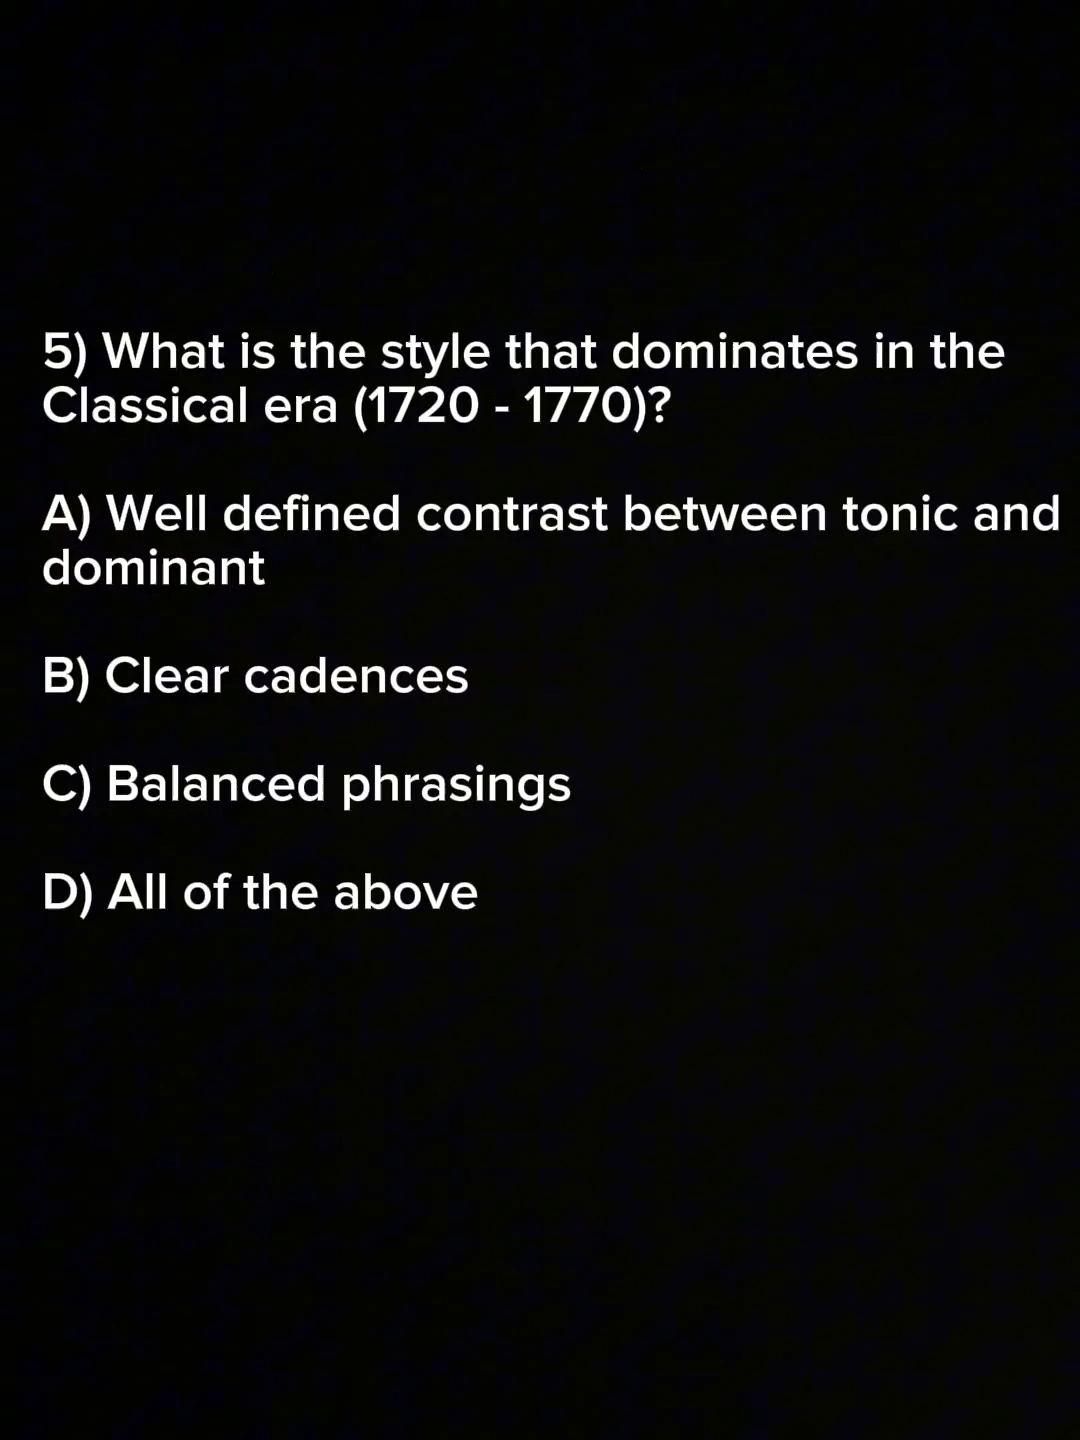 5) What is the style that dominates in the
Classical era (1720 - 1770)?
A) Well defined contrast between tonic and
dominant
B) Clear cadences
C) Balanced phrasings
D) All of the above